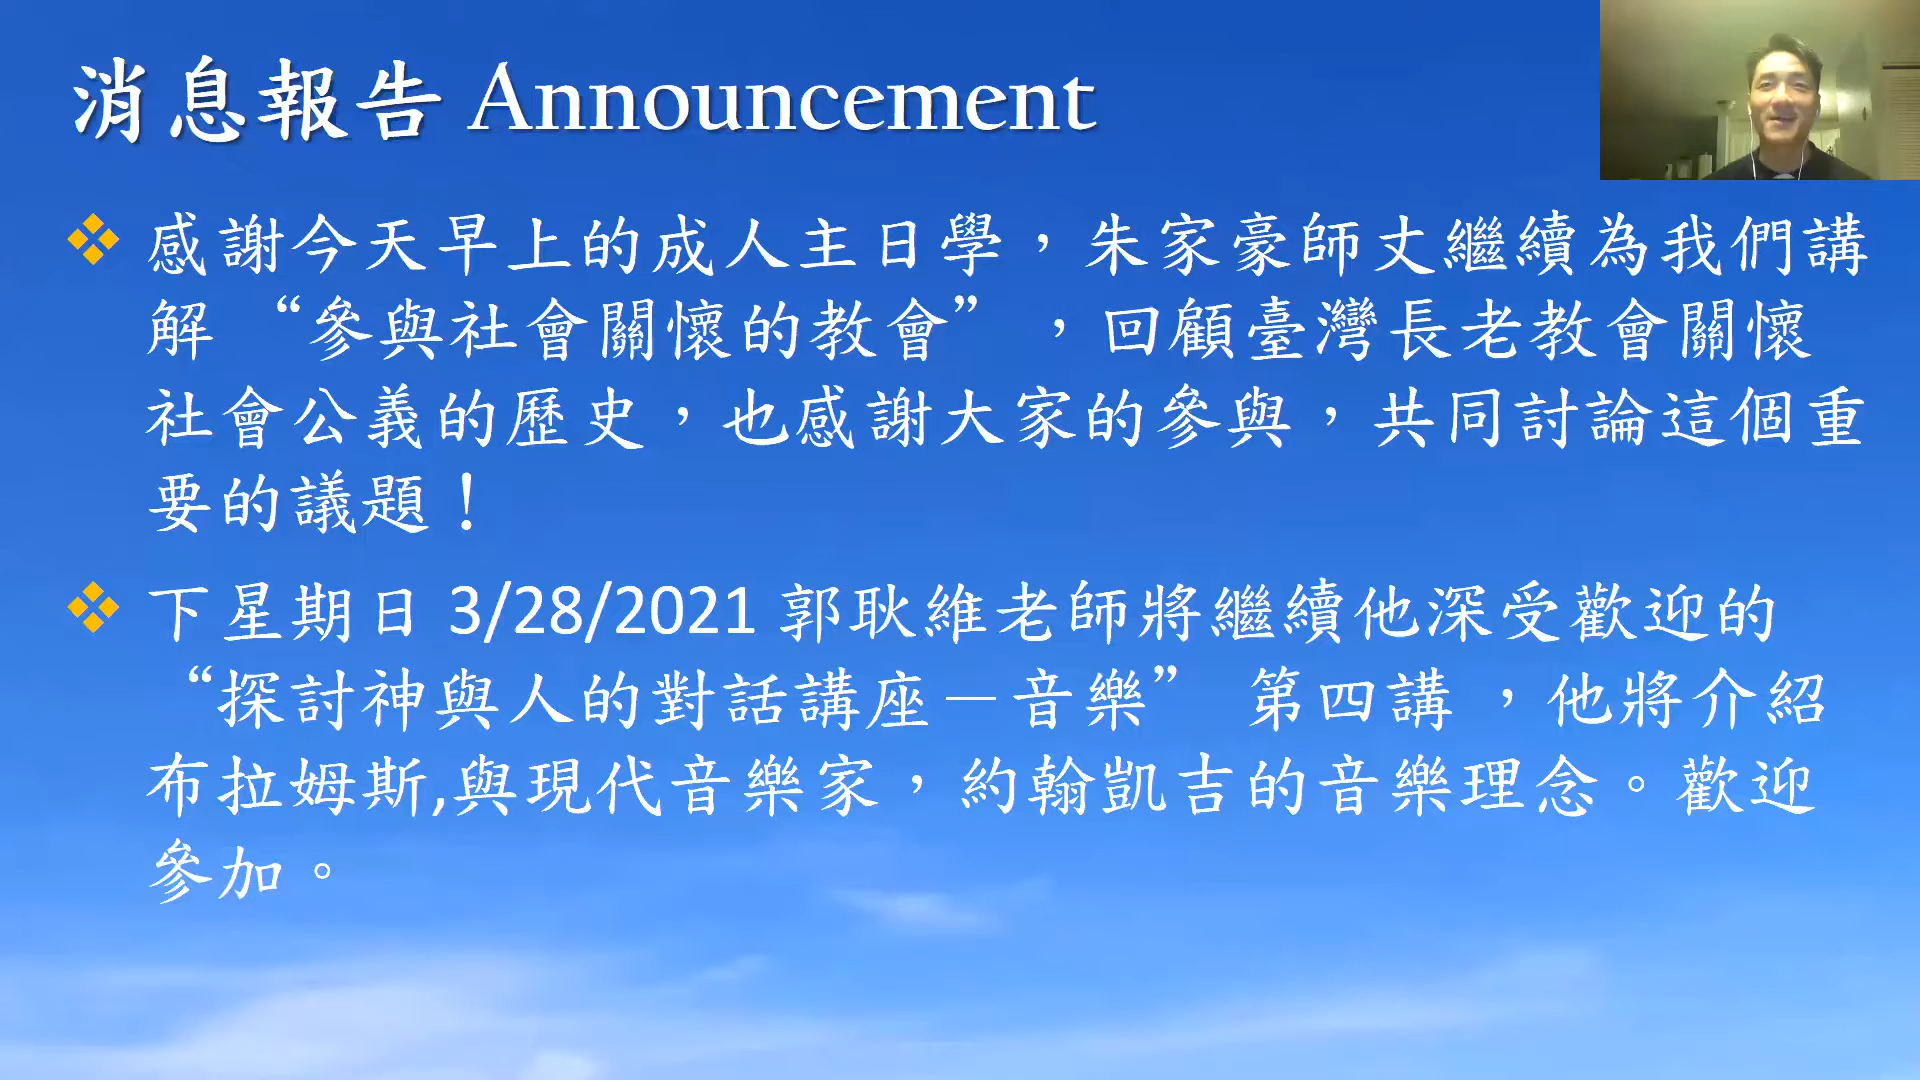 消息報告 Announcement
感謝今天早上的成人主日學，朱家豪師丈繼續為我們講
解 “參與社會關懷的教會” ，回顧臺灣長老教會關懷
社會公義的歷史，也感謝大家的參與，共同討論這個重
要的議題！
下星期日 3/28/2021 郭耿維老師將繼續他深受歡迎的
“探討神與人的對話講座－音樂” 第四講 ，他將介紹
布拉姆斯,與現代音樂家，約翰凱吉的音樂理念。歡迎
參加。